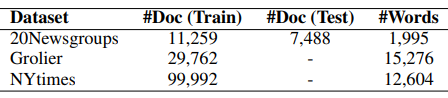 Dataset #Doc (Train) #Doc (Test) #Words
20Newsgroups 11,259 7,488 1,995
Grolier 29,762 - 15,276
NYtimes 99,992 - 12,604